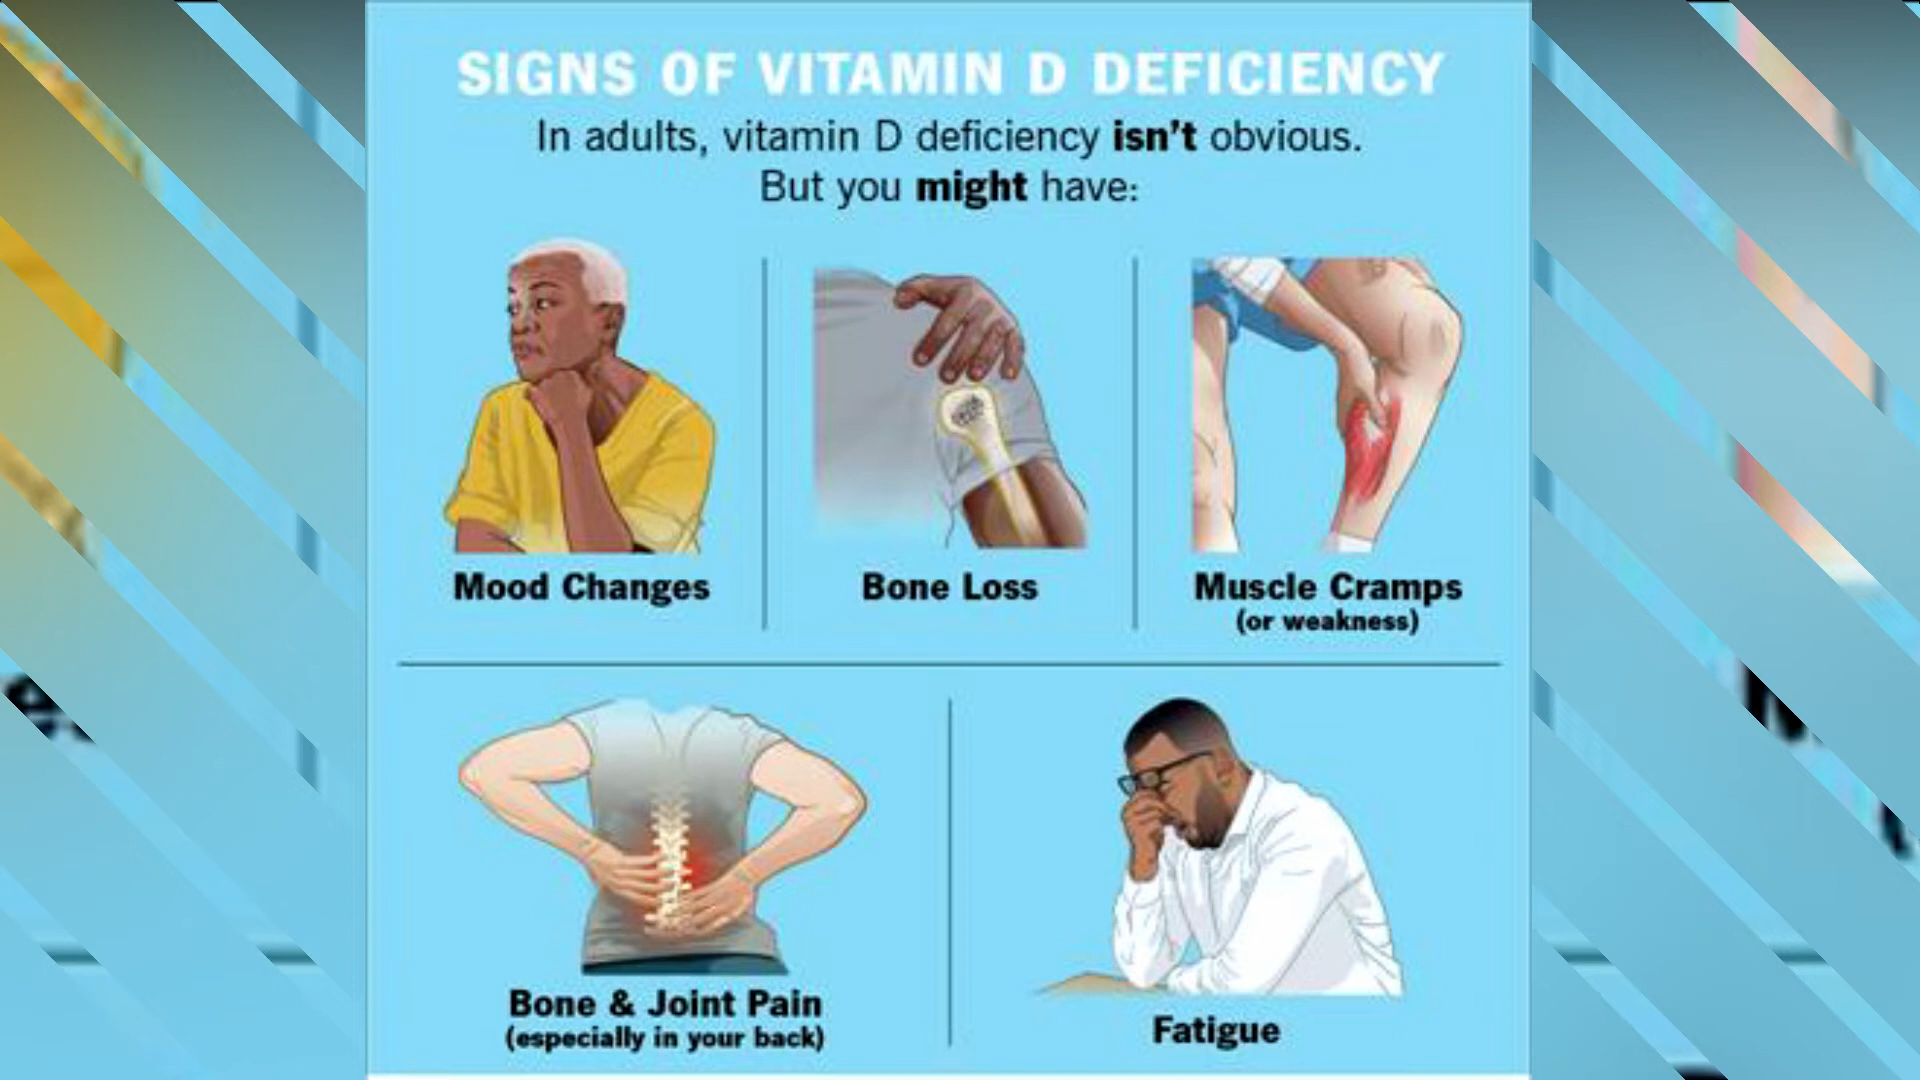 SIGNS OF VITAMIN D DEFICIENCY
In adults, vitamin D deficiency isn't obvious.
But you might have:
Mood Changes
Bone Loss
Muscle Cramps
(or weakness)
Bone & Joint Pain
(especially in your back)
Fatigue